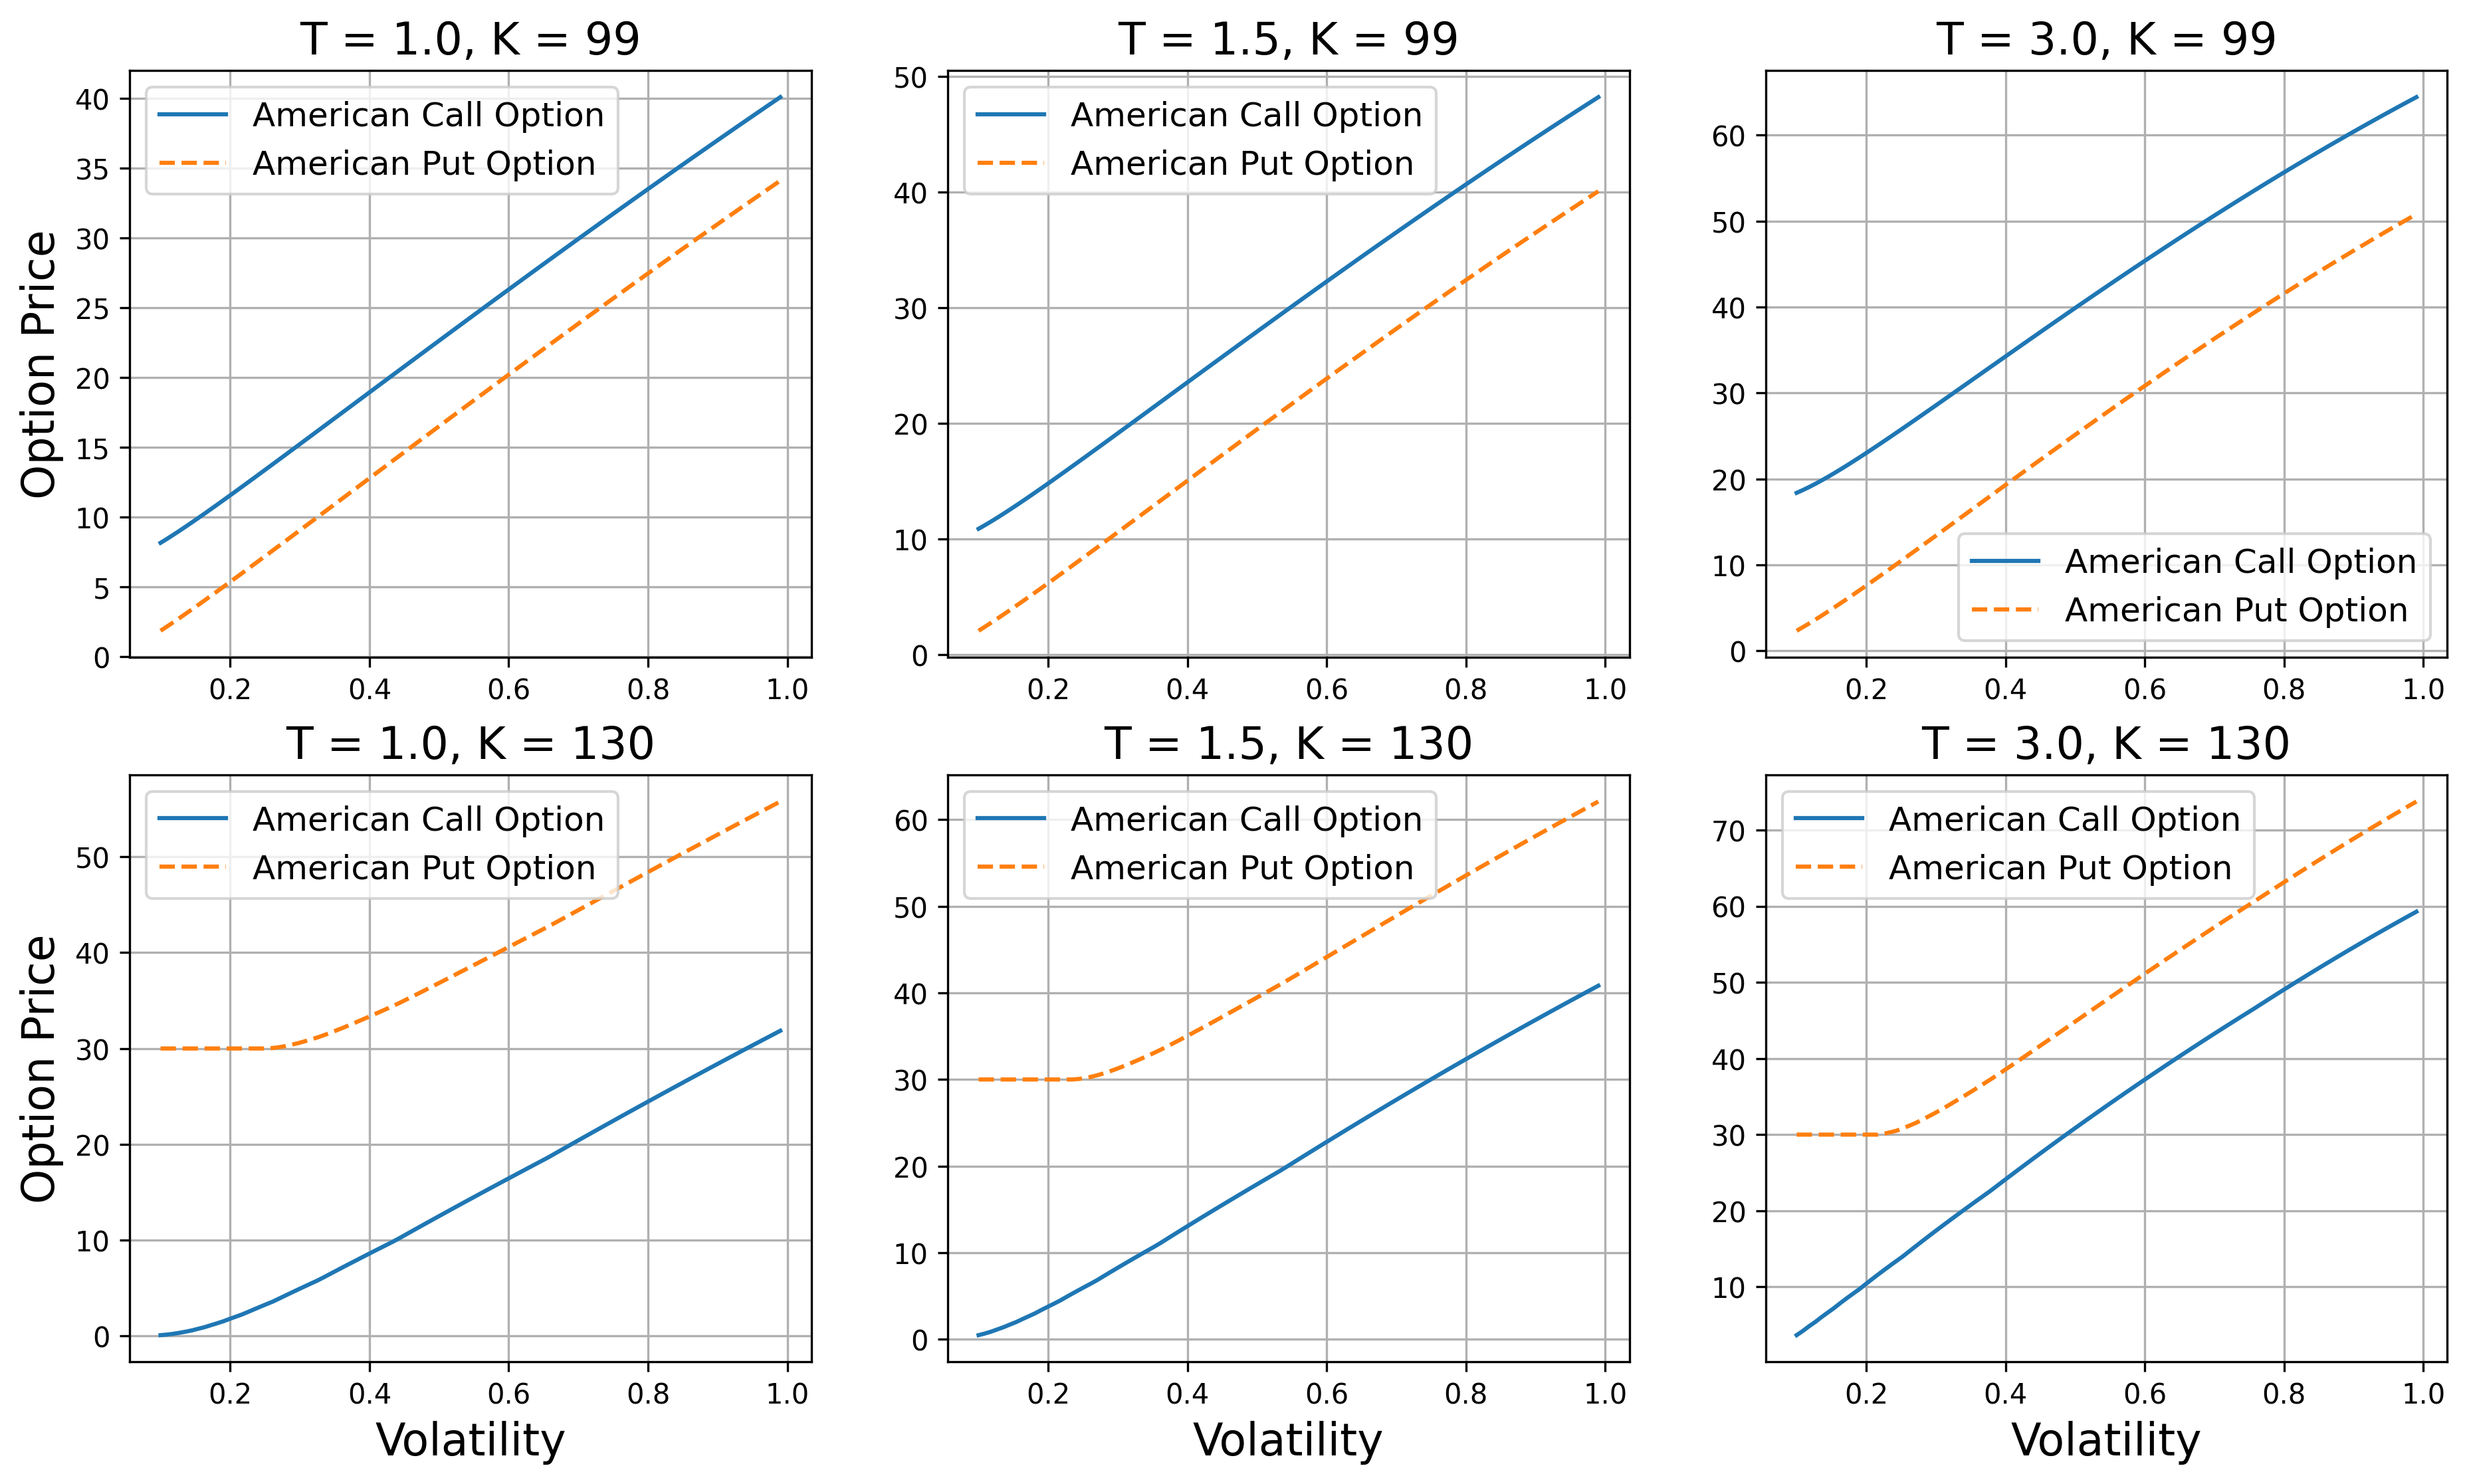 T = 1.0, K = 99
T = 1.5, K = 99
T = 3.0, K = 99
Option Price
40
35
30
25
20
15
10
5
0
American Call Option
American Put Option
0.2 0.4 0.6 0.8 1.0
50
40
30
20
10
0
American Call Option
American Put Option
0.2 0.4 0.6 0.8 1.0
60
50
40
30
20
10
0
American Call Option
American Put Option
0.2 0.4 0.6 0.8 1.0
T = 1.0, K = 130
T = 1.5, K = 130
T = 3.0, K = 130
Option Price
50
40
30
20
10
0
American Call Option
American Put Option
0.2 0.4 0.6 0.8 1.0
Volatility
60
50
40
30
20
10
0
American Call Option
American Put Option
0.2 0.4 0.6 0.8 1.0
Volatility
70
60
50
40
30
20
10
American Call Option
American Put Option
0.2 0.4 0.6 0.8 1.0
Volatility